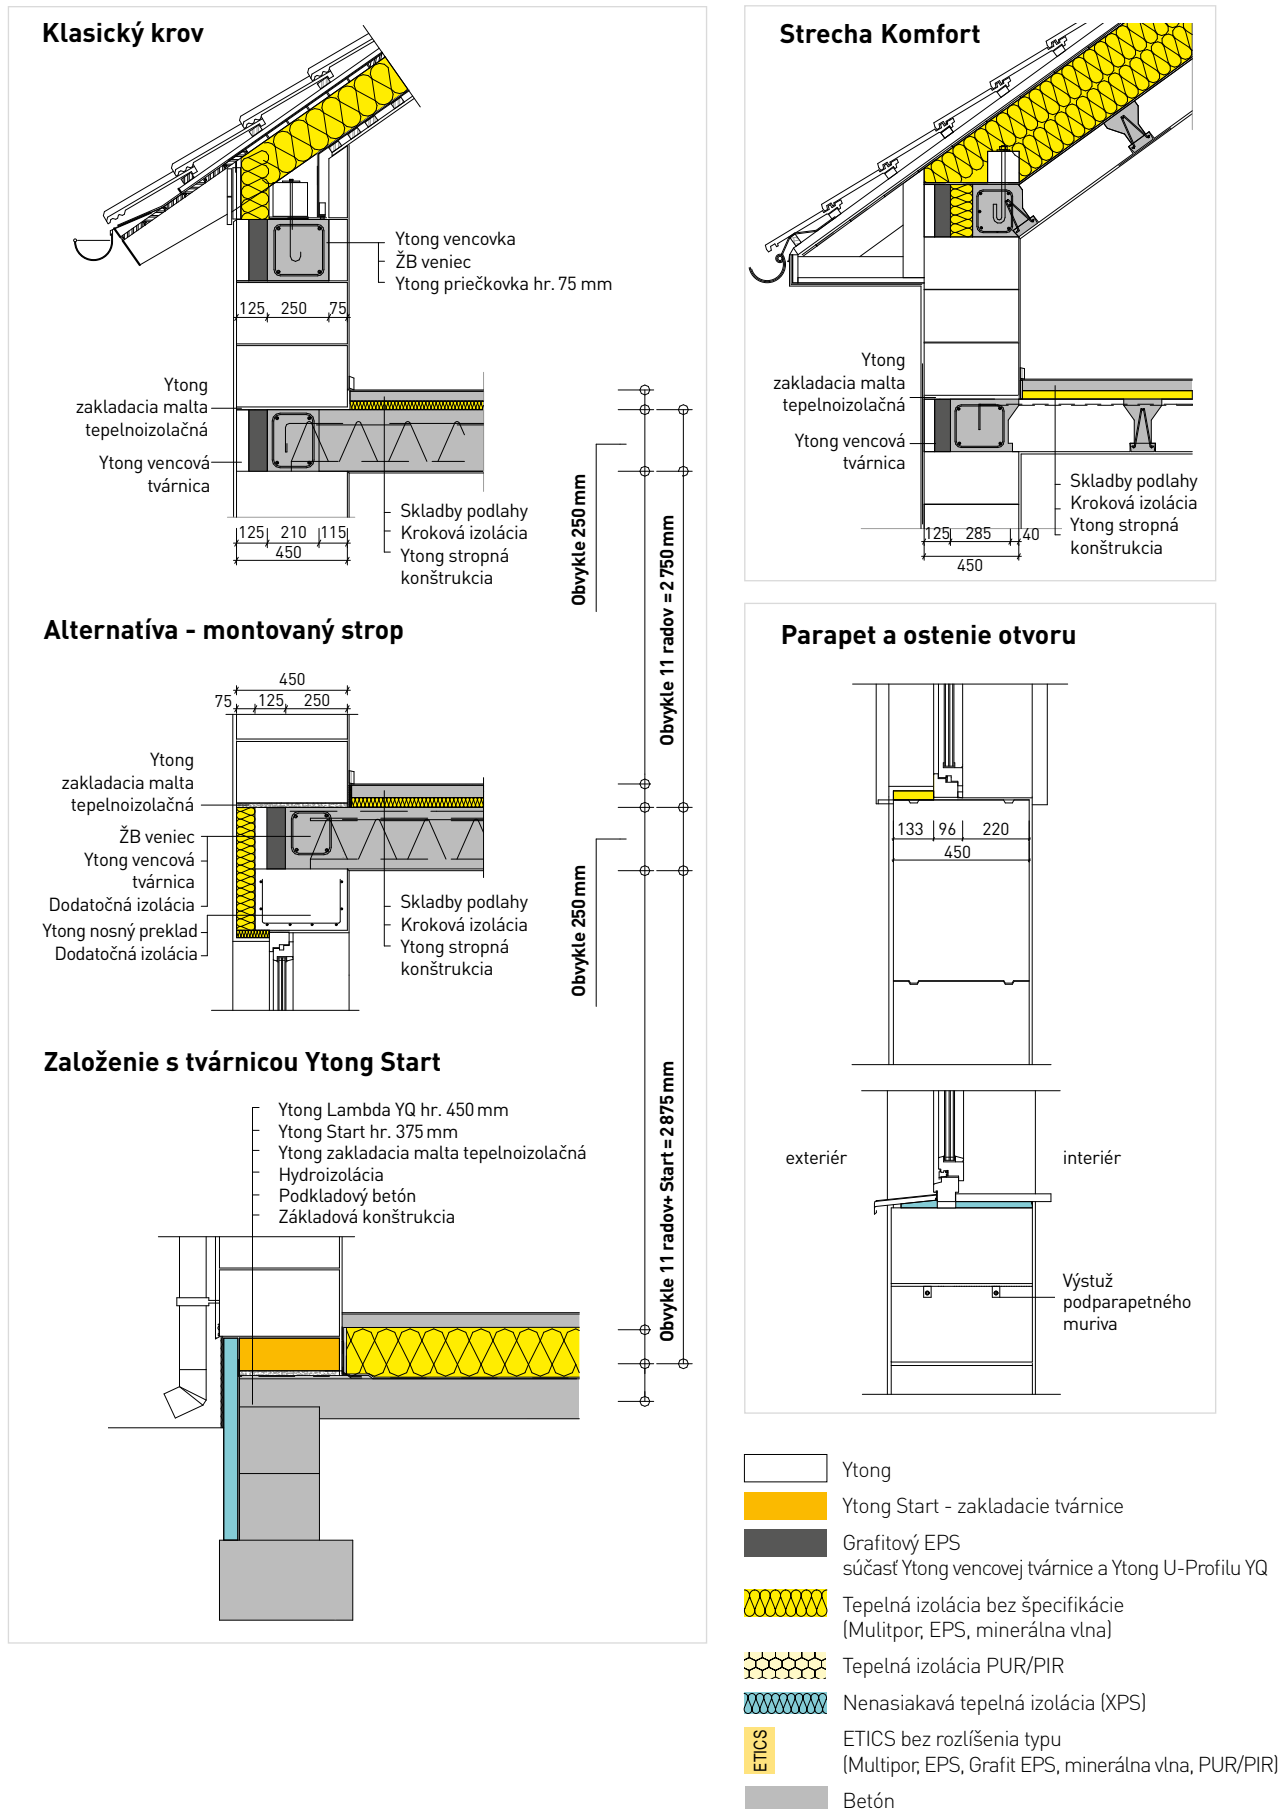 Klasický krov
Ytong vencovka
ŽB veniec
Ytong priečkovka hr. 75 mm
125 250 75
Ytong
zakladacia malta
tepelnoizolačná
Ytong vencová
tvárnica
125 210 115
450
Skladby podlahy
Kroková izolácia
Ytong stropná
konštrukcia
Obvykle 250 mm
Obvykle 11 radov = 2 750 mm
Alternatíva - montovaný strop
450
75 125 250
Ytong
zakladacia malta
tepelnoizolačná
ŽB veniec
Ytong vencová
tvárnica
Dodatočná izolácia
Ytong nosný preklad
Dodatočná izolácia
Skladby podlahy
Kroková izolácia
Ytong stropná
konštrukcia
Obvykle 250 mm
Obvykle 11 radov+ Start = 2 875 mm
Založenie s tvárnicou Ytong Start
Ytong Lambda YQ hr. 450 mm
Ytong Start hr. 375 mm
Ytong zakladacia malta tepelnoizolačná
Hydroizolácia
Podkladový betón
Základová konštrukcia
Strecha Komfort
Ytong
zakladacia malta
tepelnoizolačná
Ytong vencová
tvárnica
Skladby podlahy
Kroková izolácia
Ytong stropná
konštrukcia
125 285 40
450
Parapet a ostenie otvoru
133 96 220
450
exteriér
interiér
Výstuž
podparapetného
muriva
Ytong
Ytong Start - zakladacie tvárnice
Grafitový EPS
súčasť Ytong vencovej tvárnice a Ytong U-Profilu YQ
Tepelná izolácia bez špecifikácie
(Mulitpor, EPS, minerálna vlna)
Tepelná izolácia PUR/PIR
Nenasiakavá tepelná izolácia (XPS)
ETICS
ETICS bez rozlíšenia typu
(Multipor, EPS, Grafit EPS, minerálna vlna, PUR/PIR)
Betón